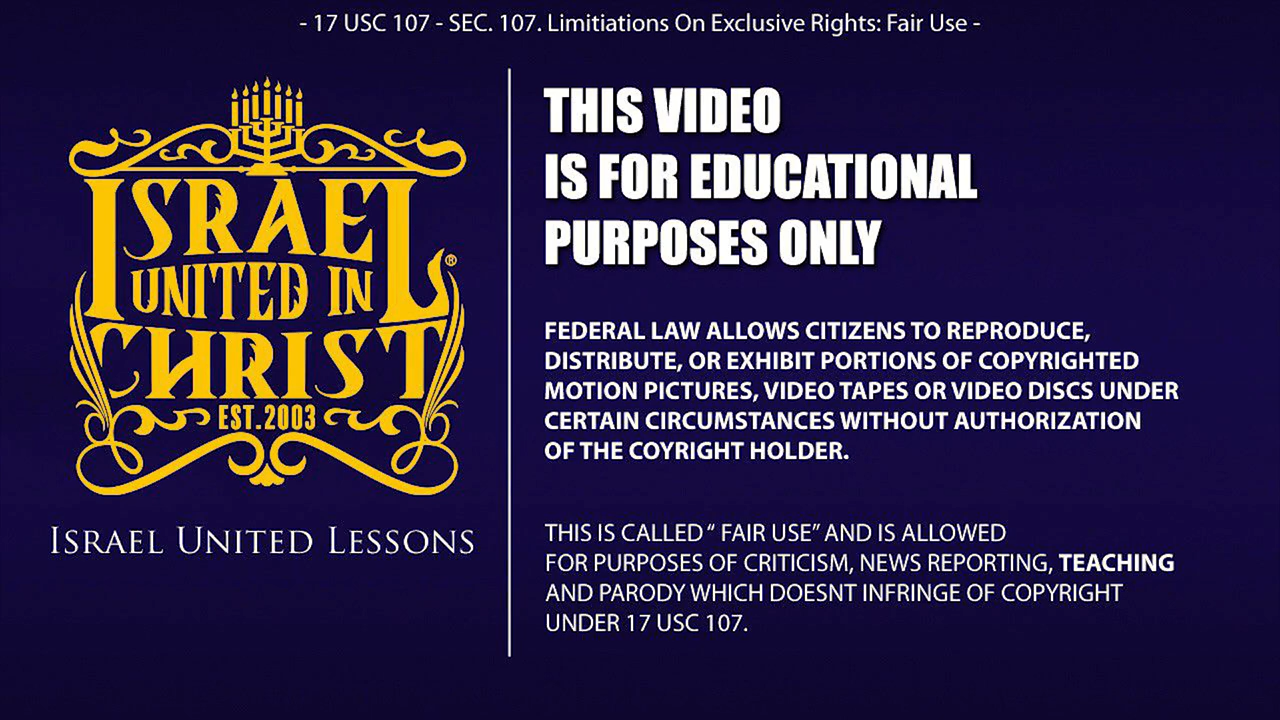 - 17 USC 107 - SEC. 107. Limitiations On Exclusive Rights: Fair Use -
ISRAEL
UNITED IN
CHRIST
®
EST.2003
ISRAEL UNITED LESSONS
THIS VIDEO
IS FOR EDUCATIONAL
PURPOSES ONLY
FEDERAL LAW ALLOWS CITIZENS TO REPRODUCE,
DISTRIBUTE, OR EXHIBIT PORTIONS OF COPYRIGHTED
MOTION PICTURES, VIDEO TAPES OR VIDEO DISCS UNDER
CERTAIN CIRCUMSTANCES WITHOUT AUTHORIZATION
OF THE COYRIGHT HOLDER.
THIS IS CALLED “ FAIR USE” AND IS ALLOWED
FOR PURPOSES OF CRITICISM, NEWS REPORTING, TEACHING
AND PARODY WHICH DOESNT INFRINGE OF COPYRIGHT
UNDER 17 USC 107.